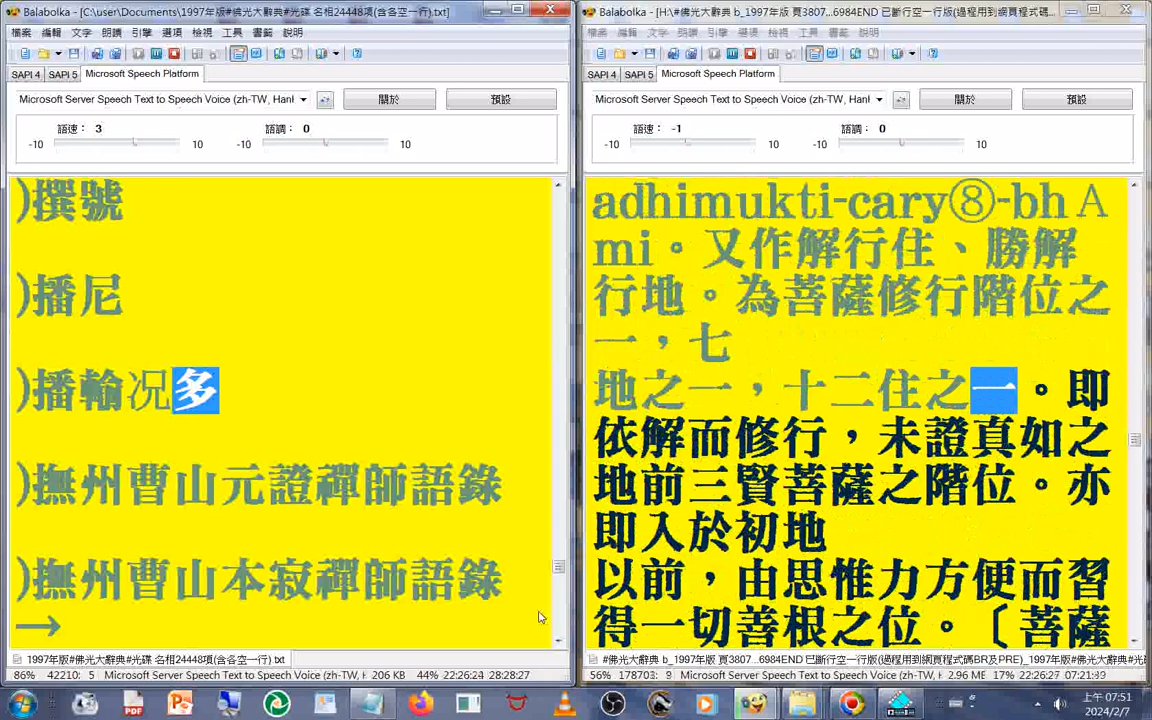 Balabolka - [C:\user\Documents\1997年版#佛光大辭典#光碟 名相24448項(含各空一行).txt]
檔案 編輯 文字 朗讀 引擎 選項 檢視 工具 書籤 說明
SAPI 4 SAPI 5 Microsoft Speech Platform
Microsoft Server Speech Text to Speech Voice (zh-TW, Hanl
關於 預設
語速： 3 語調： 0
-10 10 -10 10
)撰號
)播尼
)播輸况多
)撫州曹山元證禪師語錄
)撫州曹山本寂禪師語錄
→
1997年版#佛光大辭典#光碟 名相24448項(含各空一行).txt
86% 42210: 5 Microsoft Server Speech Text to Speech Voice (zh-TW, H 206 KB 22:26:24 28:28:27
Balabolka - [H:\#佛光大辭典 b_1997年版 頁3807...6984END 已斷行空一行版(過程用到網頁程式碼
檔案 編輯 文字 朗讀 引擎 選項 檢視 工具 書籤 說明
SAPI 4 SAPI 5 Microsoft Speech Platform
Microsoft Server Speech Text to Speech Voice (zh-TW, Hanl
關於 預設
語速： -1 語調： 0
-10 10 -10 10
adhimukti-cary⑧-bhＡ
mi。又作解行住、勝解
行地。為菩薩修行階位之
一，七
地之一，十二住之一。即
依解而修行，未證真如之
地前三賢菩薩之階位。亦
即入於初地
以前，由思惟力方便而習
得一切善根之位。〔菩薩
#佛光大辭典 b_1997年版 頁3807...6984END 已斷行空一行版(過程用到網頁程式碼BR及PRE)_1997年版#佛光
56% 178703: 9 Microsoft Server Speech Text to Speech Voice (zh-TW, H 2.96 MB 17% 22:26:27 07:21:39
上午 07:51
2024/2/7